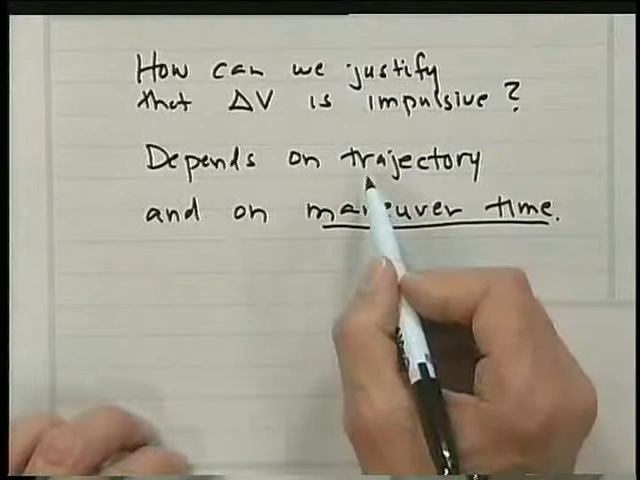 How can we justify
that ΔV is impulsive?
Depends on trajectory
and on maneuver time.